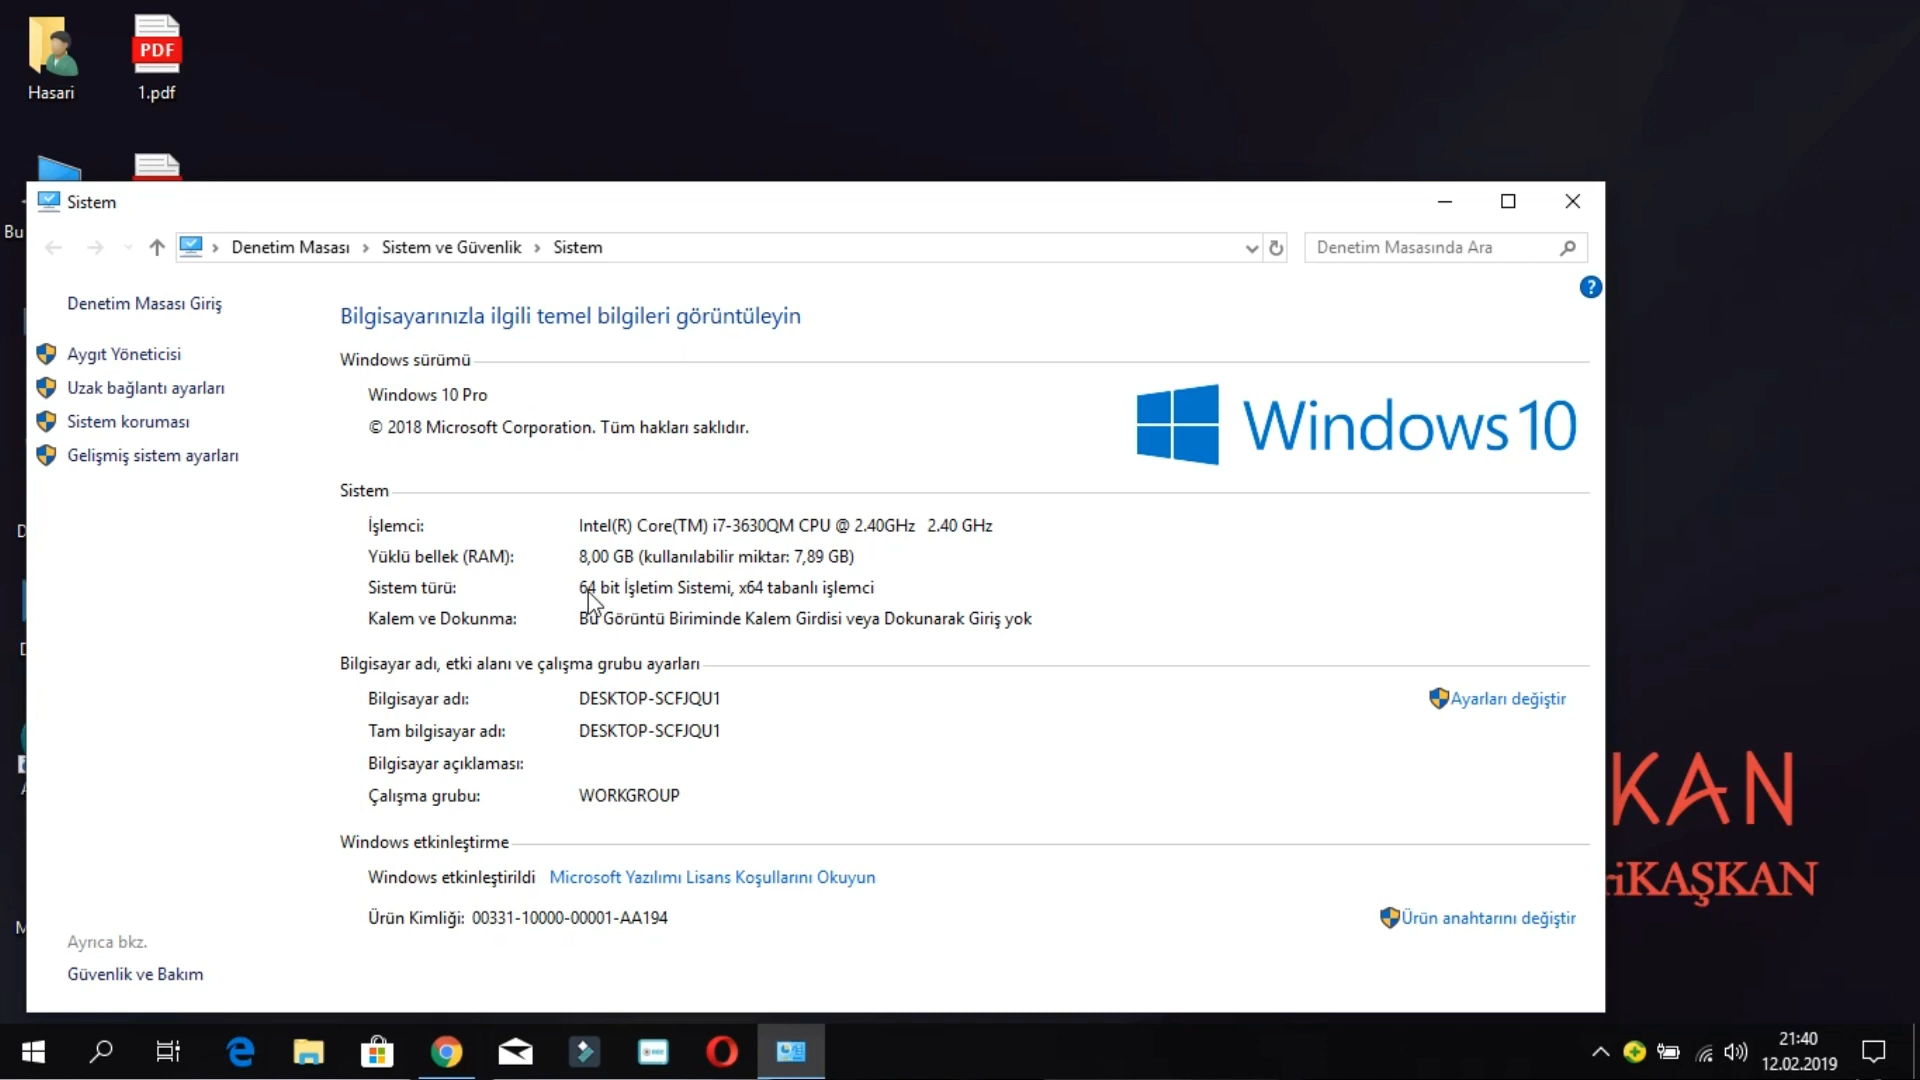 Hasari
PDF
1.pdf
Bu
Sistem
Denetim Masası
Sistem ve Güvenlik
Sistem
Denetim Masasında Ara
?
Denetim Masası Giriş
Aygıt Yöneticisi
Uzak bağlantı ayarları
Sistem koruması
Gelişmiş sistem ayarları
Bilgisayarınızla ilgili temel bilgileri görüntüleyin
Windows sürümü
Windows 10 Pro
© 2018 Microsoft Corporation. Tüm hakları saklıdır.
Windows 10
Sistem
İşlemci: Intel(R) Core(TM) i7-3630QM CPU @ 2.40GHz 2.40 GHz
Yüklü bellek (RAM): 8,00 GB (kullanılabilir miktar: 7,89 GB)
Sistem türü: 64 bit İşletim Sistemi, x64 tabanlı işlemci
Kalem ve Dokunma: Bu Görüntü Biriminde Kalem Girdisi veya Dokunarak Giriş yok
Bilgisayar adı, etki alanı ve çalışma grubu ayarları
Bilgisayar adı: DESKTOP-SCFJQU1
Ayarları değiştir
Tam bilgisayar adı: DESKTOP-SCFJQU1
Bilgisayar açıklaması:
Çalışma grubu: WORKGROUP
Windows etkinleştirme
Windows etkinleştirildi Microsoft Yazılımı Lisans Koşullarını Okuyun
Ürün Kimliği: 00331-10000-00001-AA194
Ürün anahtarını değiştir
Ayrıca bkz.
Güvenlik ve Bakım
KAN
riKAŞKAN
21:40
12.02.2019